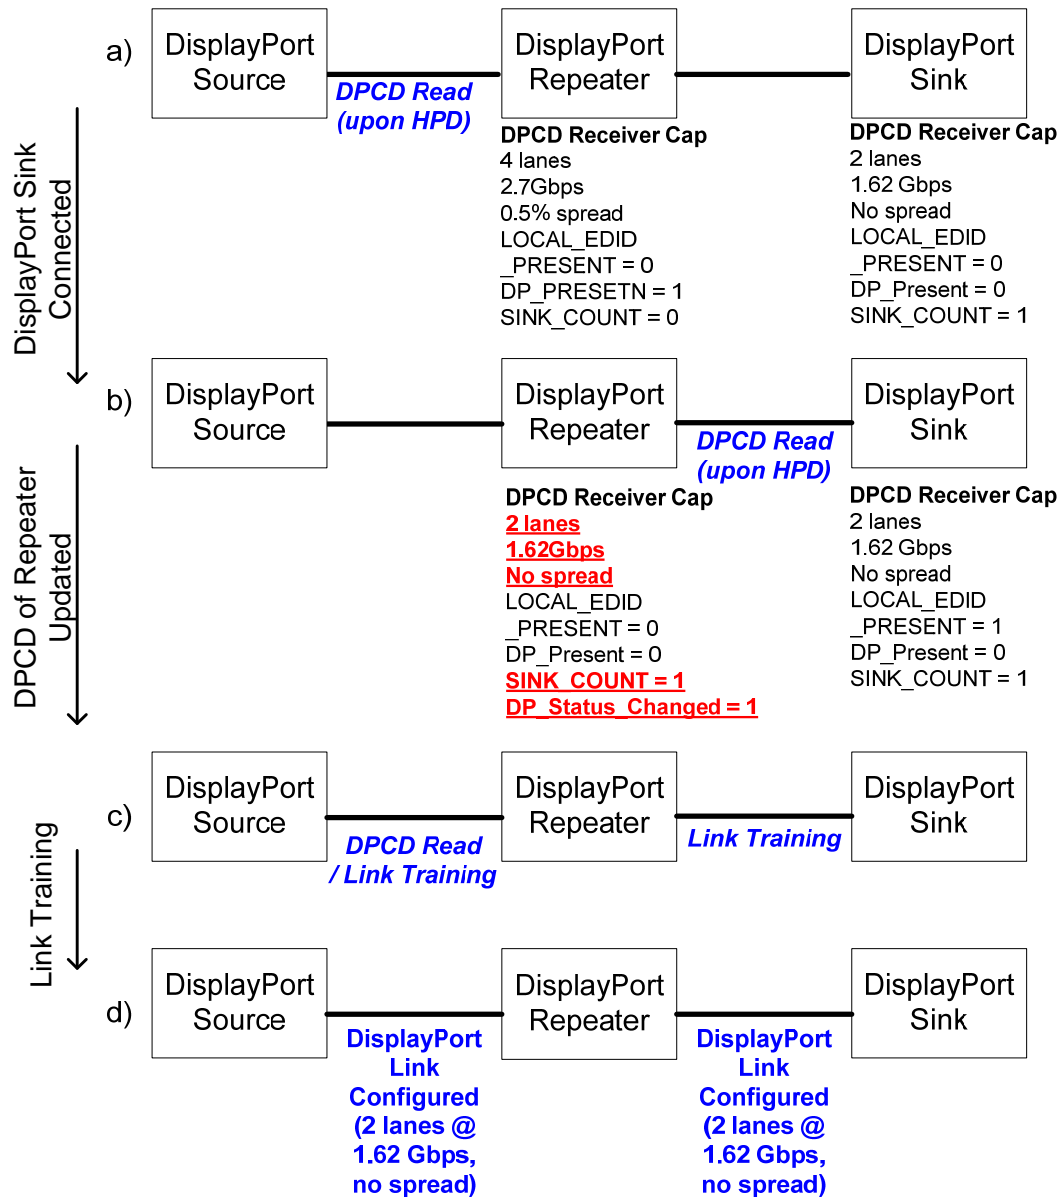 a)
DisplayPort
Source
DPCD Read
(upon HPD)
DisplayPort
Repeater
DisplayPort
Sink
DPCD Receiver Cap
4 lanes
2.7Gbps
0.5% spread
LOCAL_EDID
_PRESENT = 0
DP_PRESETN = 1
SINK_COUNT = 0
DPCD Receiver Cap
2 lanes
1.62 Gbps
No spread
LOCAL_EDID
_PRESENT = 0
DP_Present = 0
SINK_COUNT = 1
DisplayPort Sink
Connected
b)
DisplayPort
Source
DisplayPort
Repeater
DPCD Read
(upon HPD)
DisplayPort
Sink
DPCD Receiver Cap
2 lanes
1.62Gbps
No spread
LOCAL_EDID
_PRESENT = 0
DP_Present = 0
SINK_COUNT = 1
DP_Status_Changed = 1
DPCD Receiver Cap
2 lanes
1.62 Gbps
No spread
LOCAL_EDID
_PRESENT = 1
DP_Present = 0
SINK_COUNT = 1
DPCD of Repeater
Updated
c)
DisplayPort
Source
DPCD Read
/ Link Training
DisplayPort
Repeater
Link Training
DisplayPort
Sink
Link Training
d)
DisplayPort
Source
DisplayPort
Link
Configured
(2 lanes @
1.62 Gbps,
no spread)
DisplayPort
Repeater
DisplayPort
Link
Configured
(2 lanes @
1.62 Gbps,
no spread)
DisplayPort
Sink